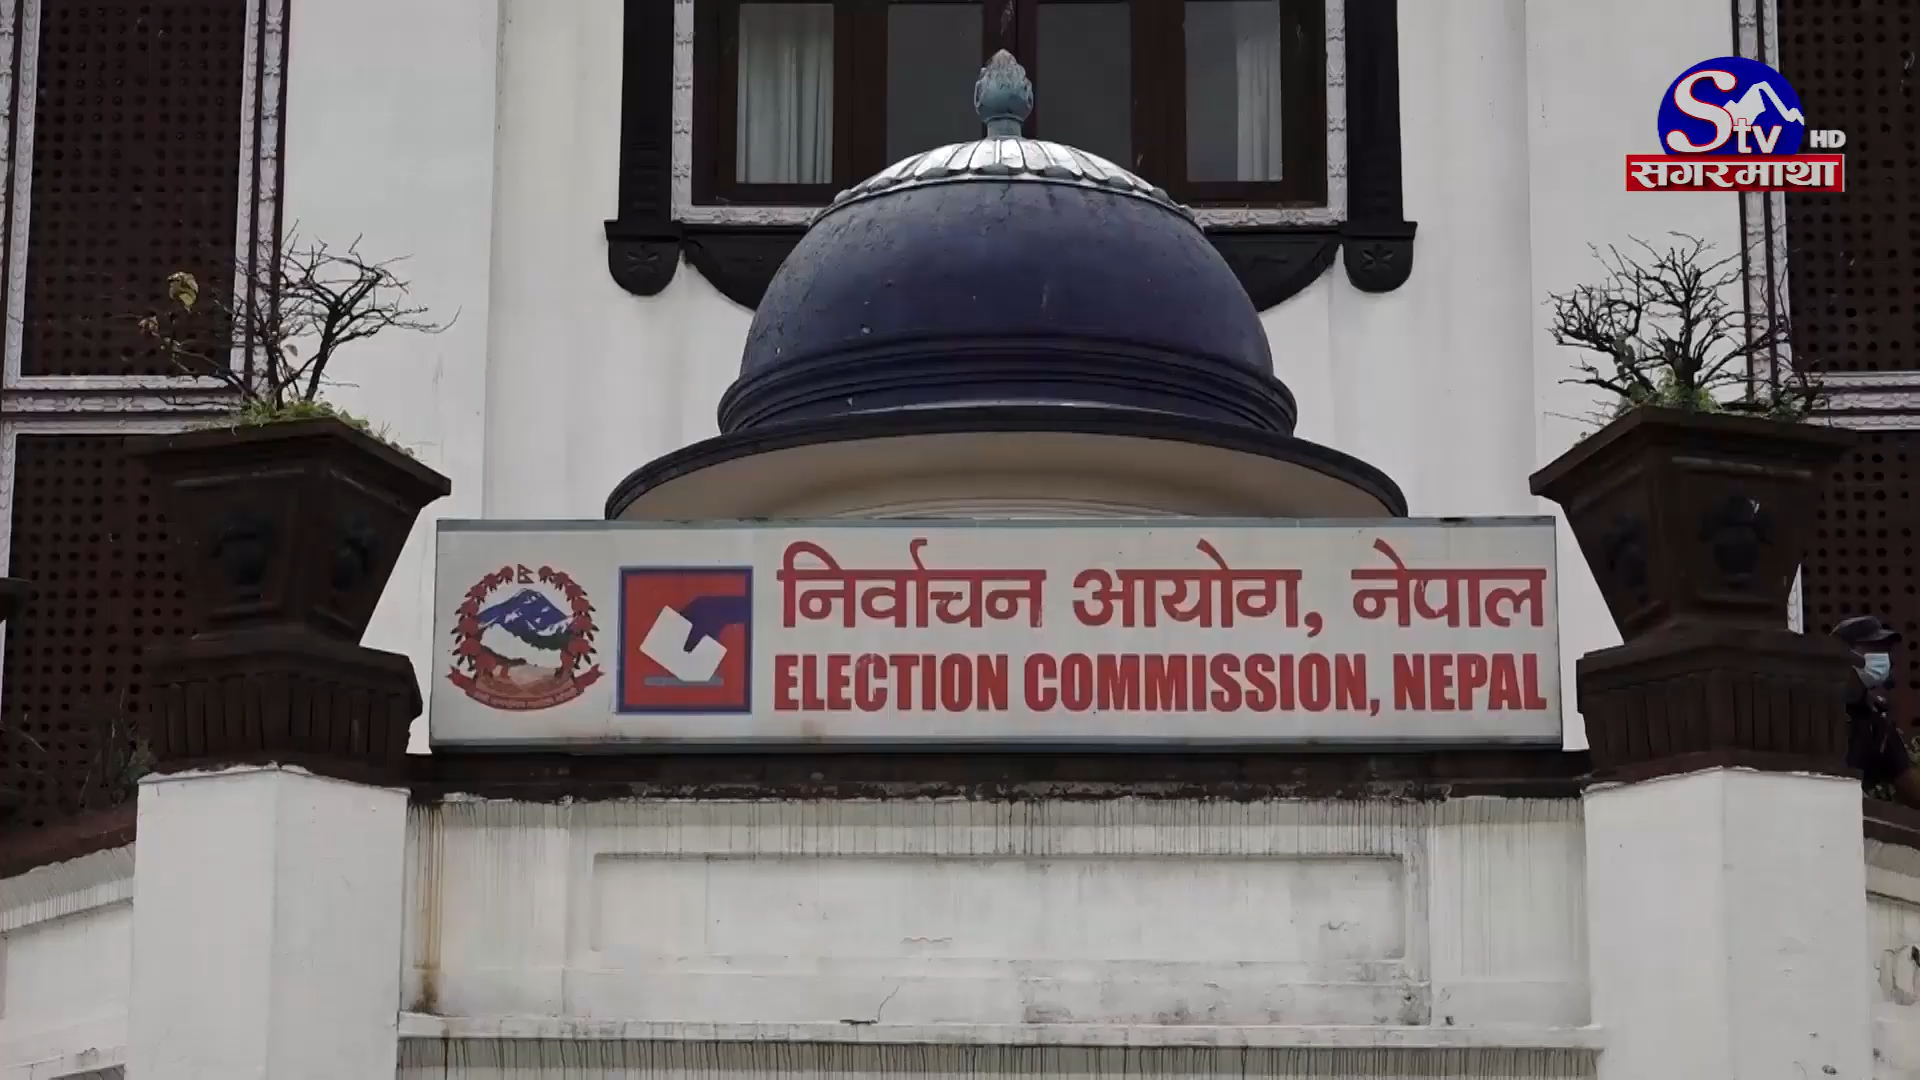 Stv HD
सगरमाथा
निर्वाचन आयोग, नेपाल
ELECTION COMMISSION, NEPAL